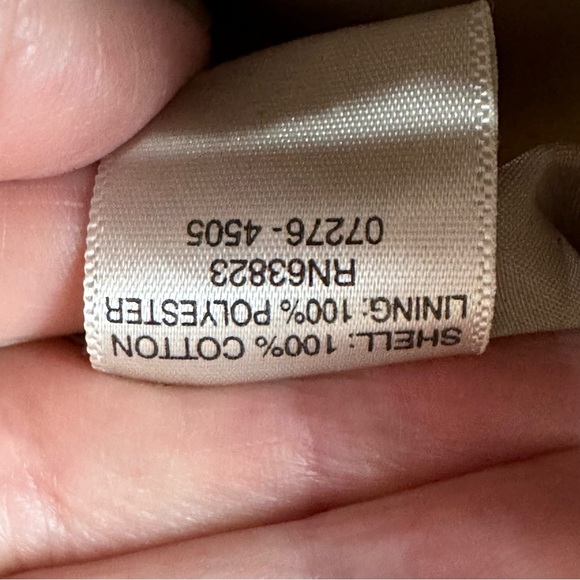 SHELL: 100% COTTON
LINING: 100% POLYESTER
RN63823
07276-4505